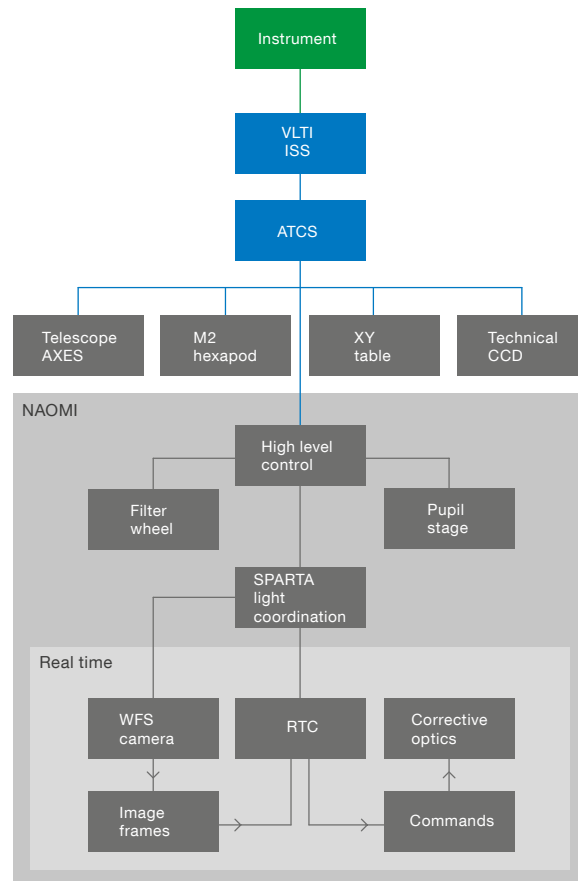 Instrument
VLTI
ISS
ATCS
Telescope
AXES
M2
hexapod
XY
table
Technical
CCD
NAOMI
High level
control
Filter
wheel
Pupil
stage
SPARTA
light
coordination
Real time
WFS
camera
RTC
Corrective
optics
Image
frames
Commands